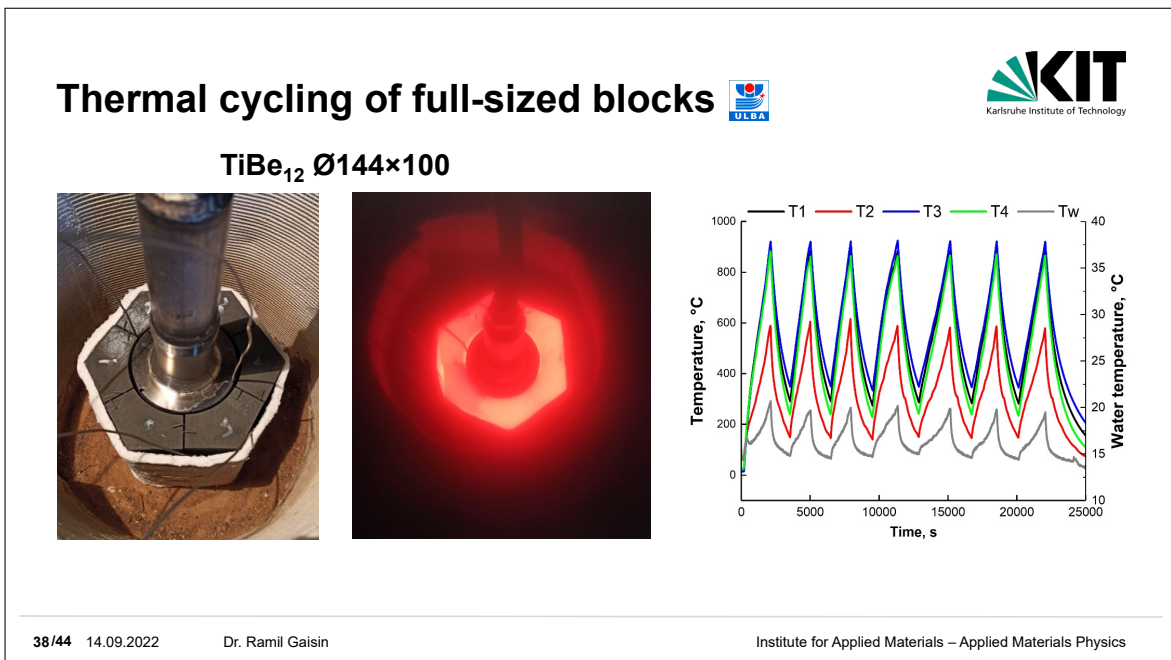 Thermal cycling of full-sized blocks
ULBA
KIT
Karlsruhe Institute of Technology
TiBe₁₂ Ø144×100
T1 T2 T3 T4 Tw
1000
800
600
400
200
0
Temperature, °C
40
35
30
25
20
15
10
Water temperature, °C
0 5000 10000 15000 20000 25000
Time, s
38/44 14.09.2022 Dr. Ramil Gaisin Institute for Applied Materials – Applied Materials Physics